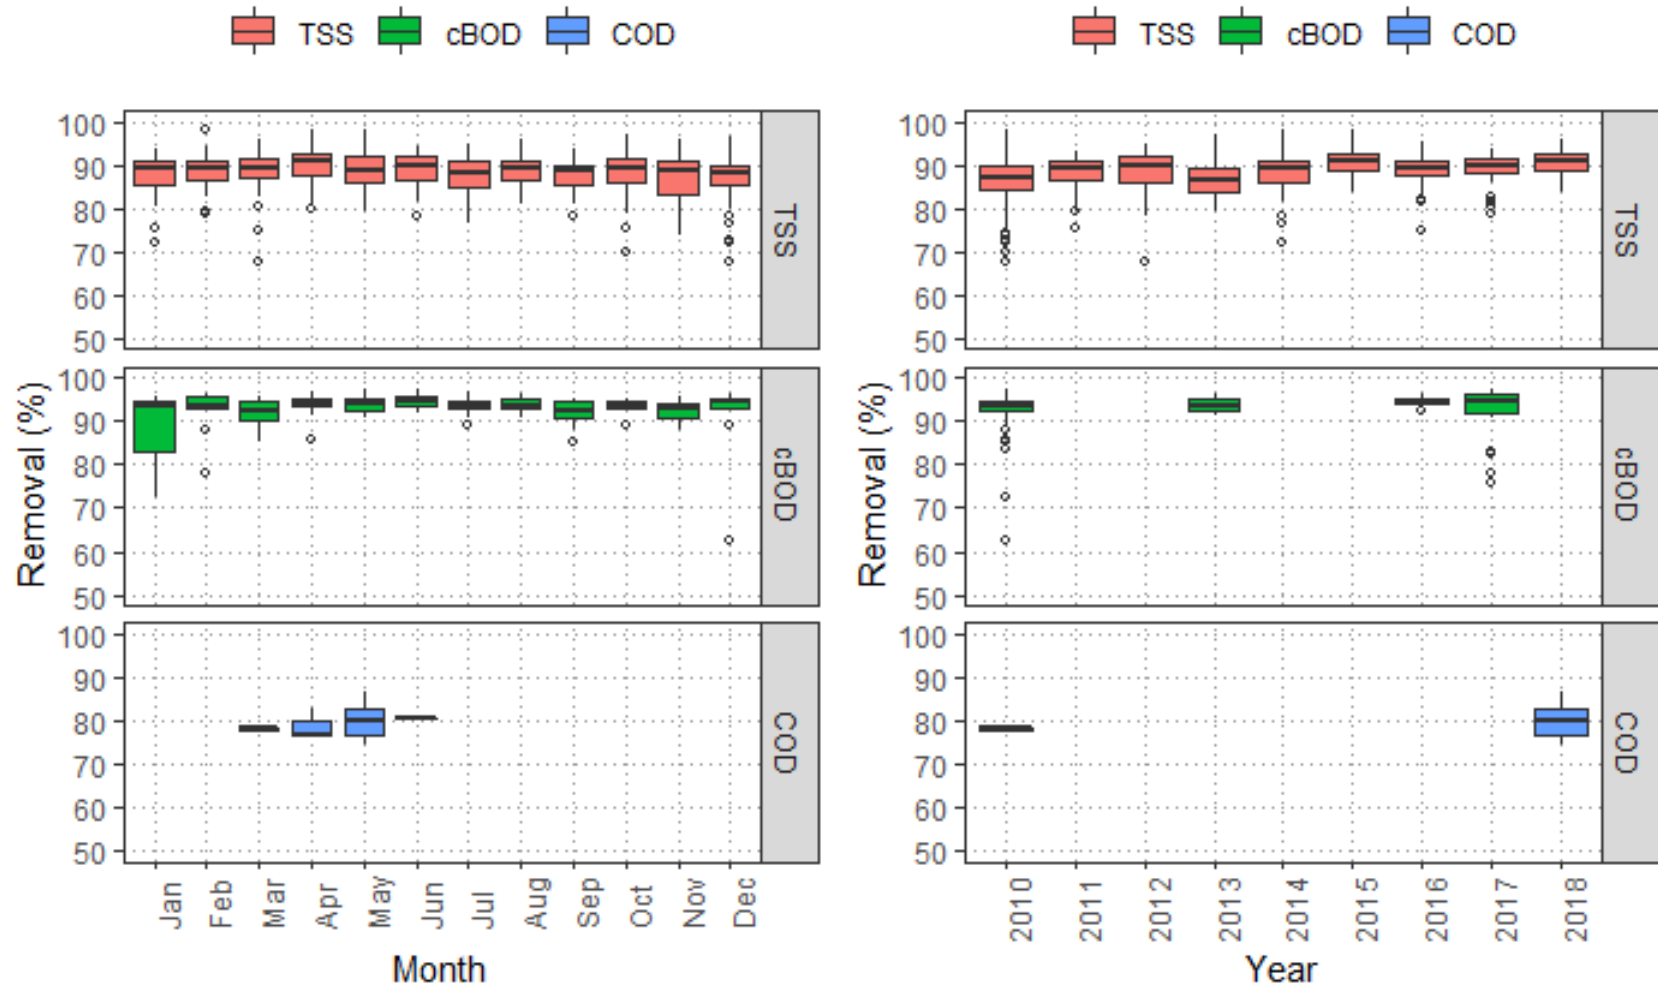 TSS cBOD COD
100
90
80
70
60
50
TSS
100
90
80
70
60
50
cBOD
100
90
80
70
60
50
COD
Removal (%)
Jan Feb Mar Apr May Jun Jul Aug Sep Oct Nov Dec
Month
TSS cBOD COD
100
90
80
70
60
50
TSS
100
90
80
70
60
50
cBOD
100
90
80
70
60
50
COD
Removal (%)
2010 2011 2012 2013 2014 2015 2016 2017 2018
Year